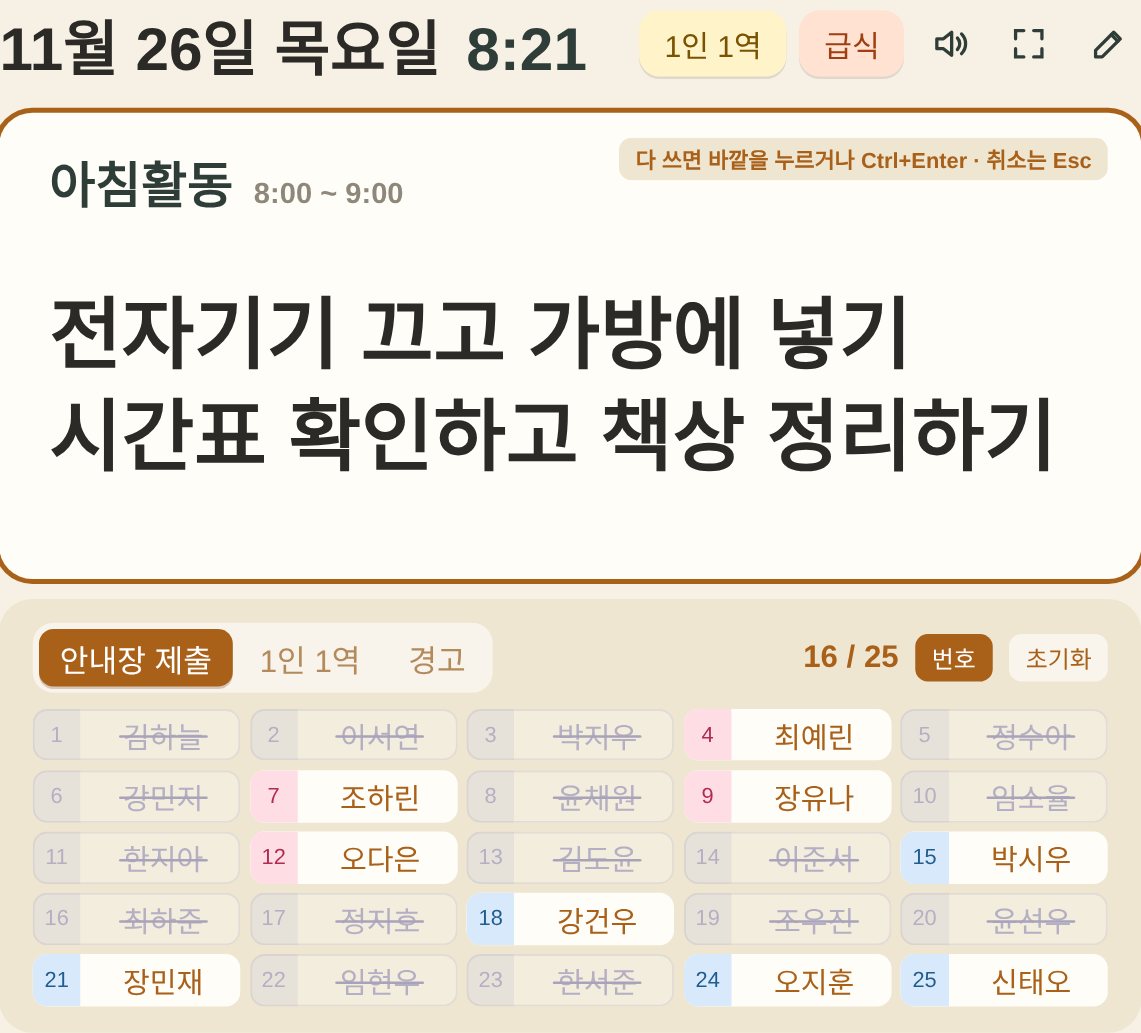 11월 26일 목요일 8:21 1인 1역 급식
아침활동 8:00 ~ 9:00 다 쓰면 바깥을 누르거나 Ctrl+Enter · 취소는 Esc
전자기기 끄고 가방에 넣기
시간표 확인하고 책상 정리하기
안내장 제출 1인 1역 경고 16 / 25 번호 초기화
1 김하늘 2 이서연 3 박지우 4 최예린 5 정수아
6 강민지 7 조하린 8 윤채원 9 장유나 10 임소율
11 한지아 12 오다은 13 김도윤 14 이준서 15 박시우
16 최하준 17 정지호 18 강건우 19 조우진 20 윤선우
21 장민재 22 임현우 23 한서준 24 오지훈 25 신태오